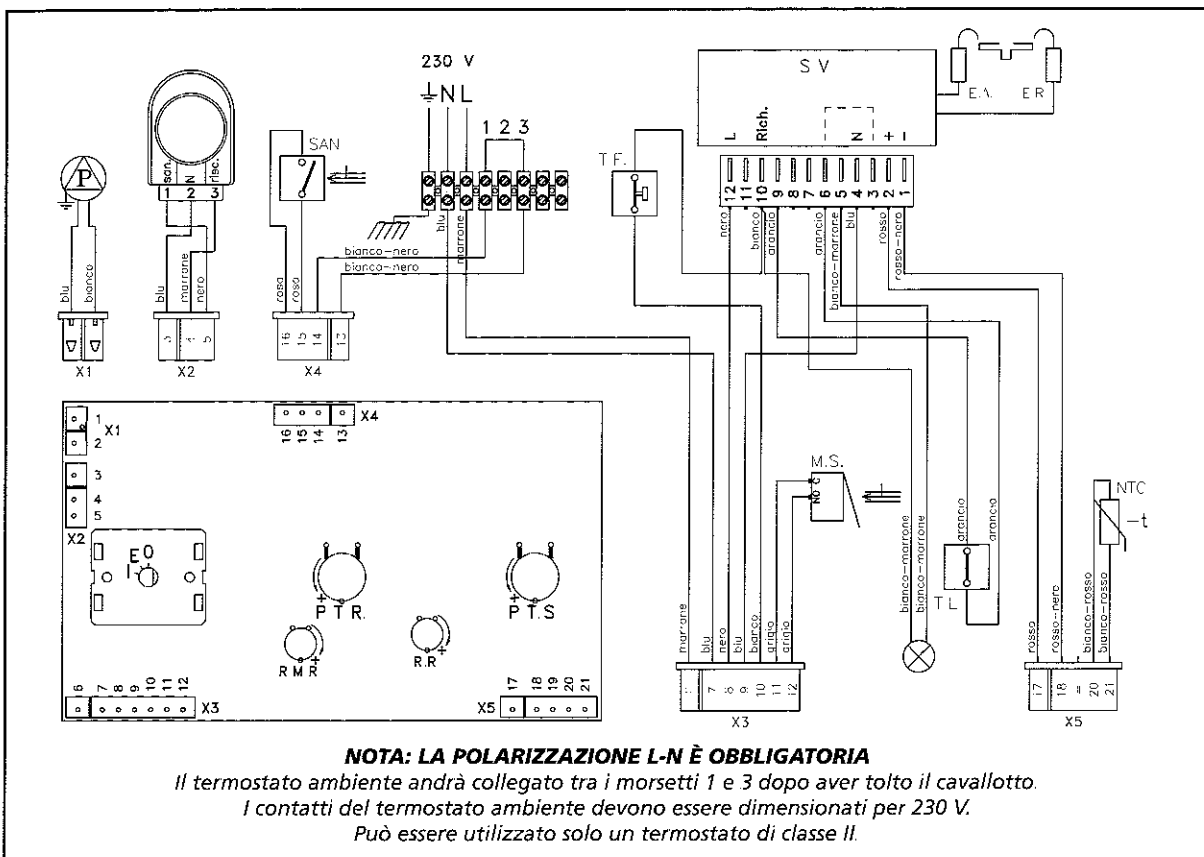 230 V
N L
1 2 3
SAN
T F.
S V
E.A. E R
L
Rich.
N
+
-
12 11 10 9 8 7 6 5 4 3 2 1
P
san.
N
risc.
1 2 3
blu
bianco
blu
marrone
nero
rosa
rosa
bianco-nero
bianco-nero
blu
marrone
nero
bianco
arancio
arancio
bianco-marrone
blu
rosso
rosso-nero
X1
3 4 5
X2
16 15 14 13
X4
1
2
X1
3
4
5
X2
16 15 14 13
X4
E O
I
P T R.
P T.S
R M R
R.R
6 7 8 9 10 11 12
X3
17 18 19 20 21
X5
M.S.
C
NO
NTC
-t
T L
arancio
arancio
marrone
blu
nero
blu
bianco
grigio
grigio
bianco-marrone
bianco-marrone
rosso
rosso-nero
bianco-rosso
bianco-rosso
7 8 9 10 11 12
X3
17 18 20 21
X5
NOTA: LA POLARIZZAZIONE L-N È OBBLIGATORIA
Il termostato ambiente andrà collegato tra i morsetti 1 e 3 dopo aver tolto il cavallotto.
I contatti del termostato ambiente devono essere dimensionati per 230 V.
Può essere utilizzato solo un termostato di classe II.